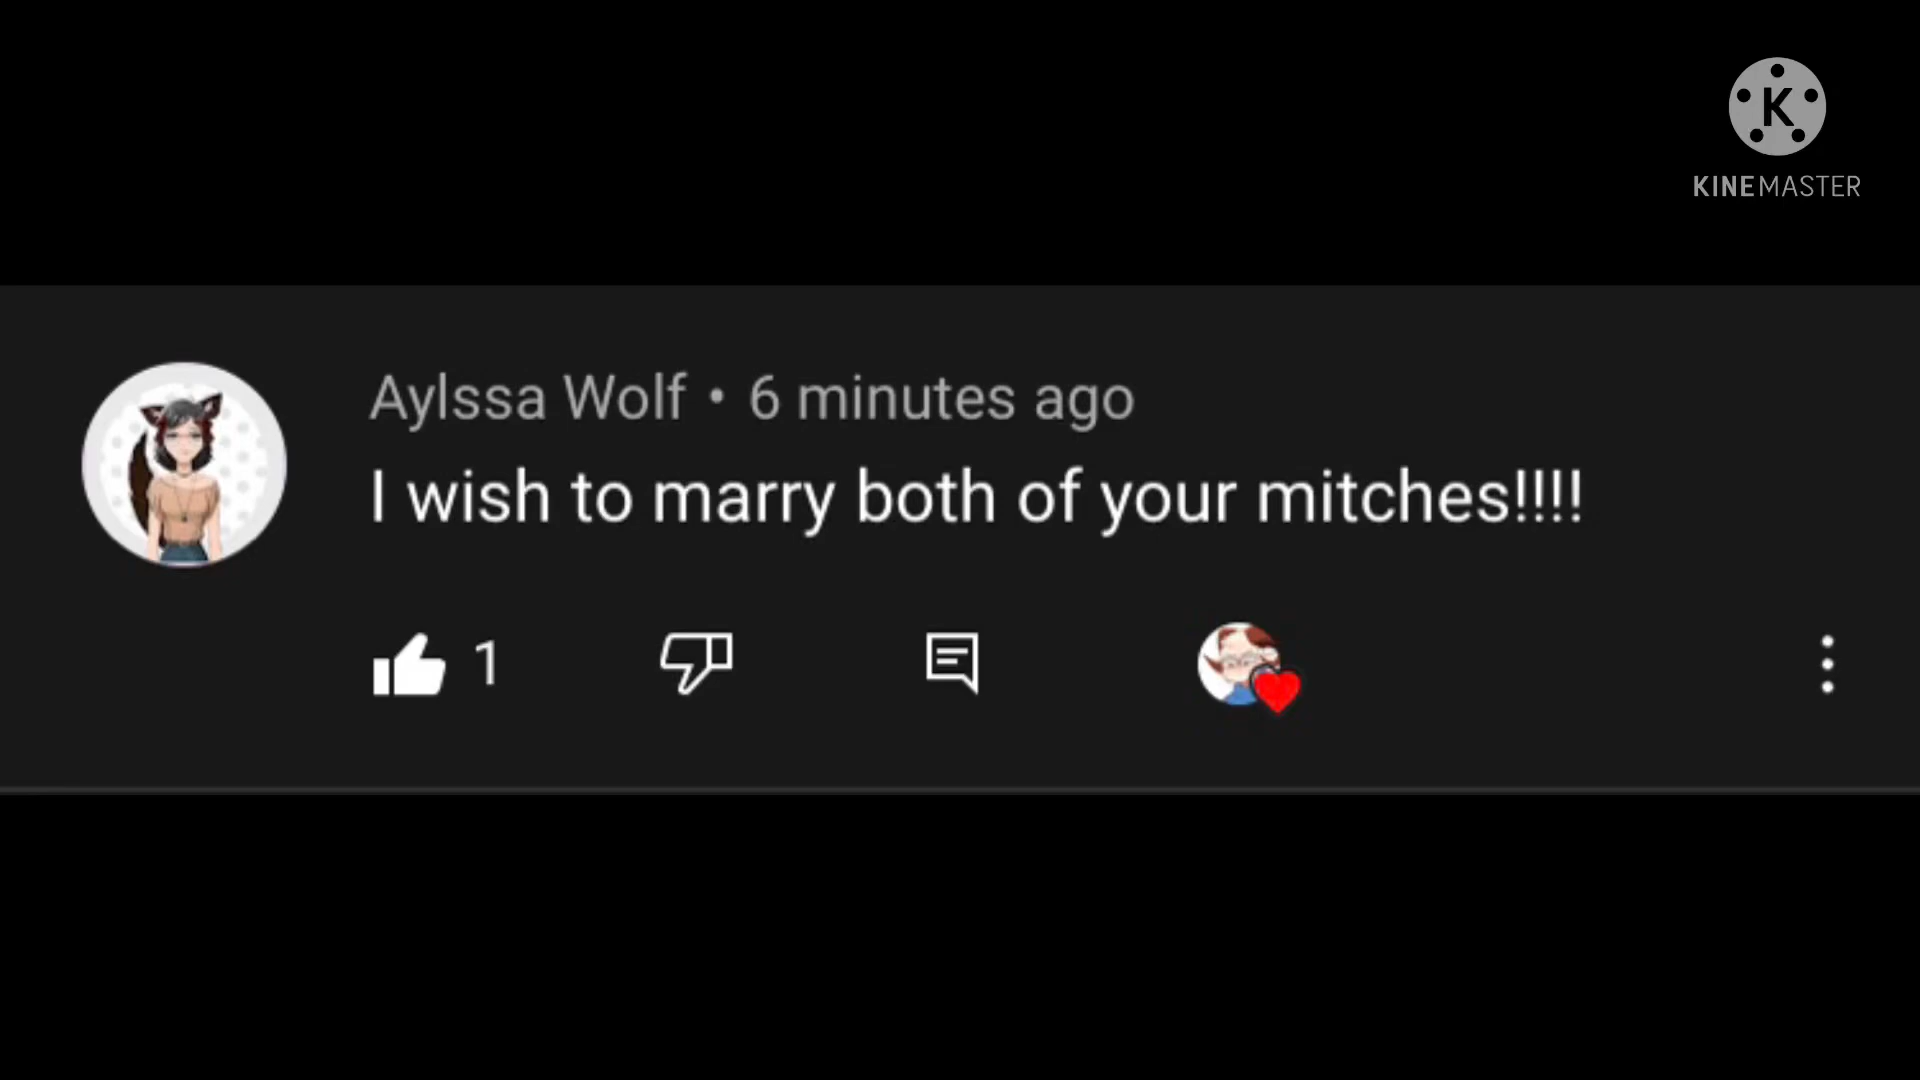 K
KINEMASTER
Aylssa Wolf • 6 minutes ago
I wish to marry both of your mitches!!!!
1